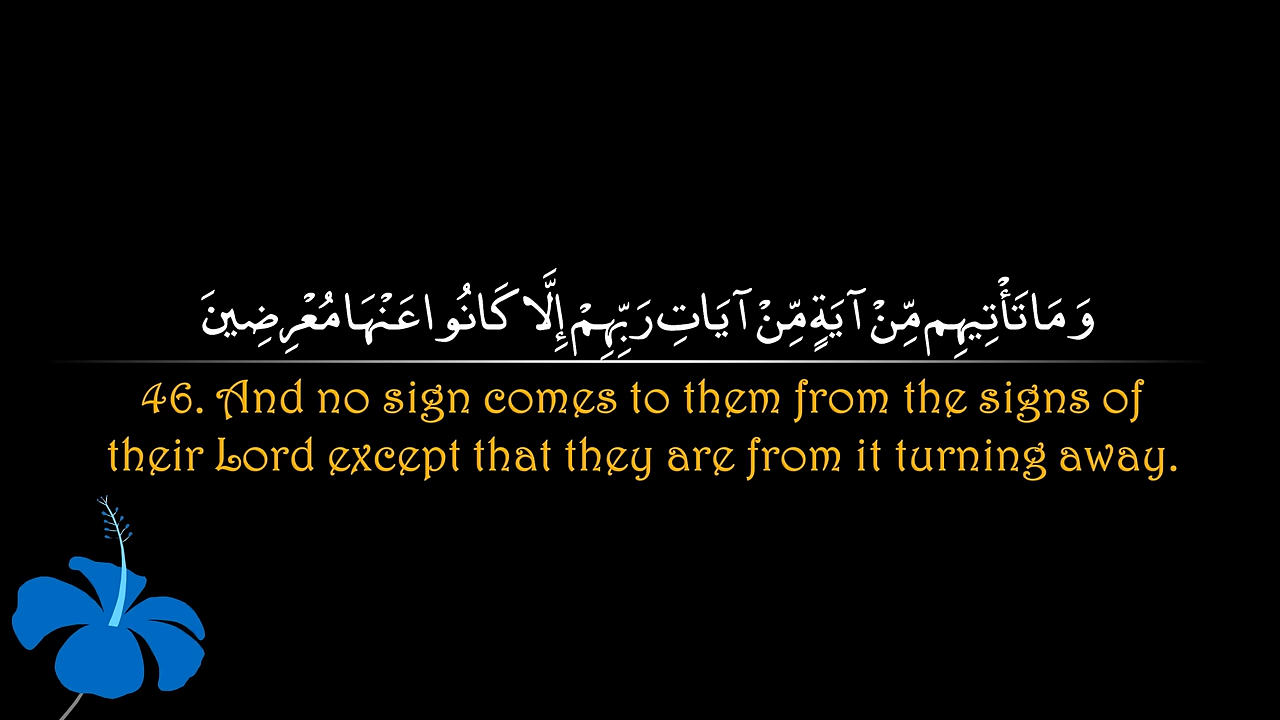 وَمَا تَأْتِيهِم مِّنْ آيَةٍ مِّنْ آيَاتِ رَبِّهِمْ إِلَّا كَانُوا عَنْهَا مُعْرِضِينَ
46. And no sign comes to them from the signs of
their Lord except that they are from it turning away.